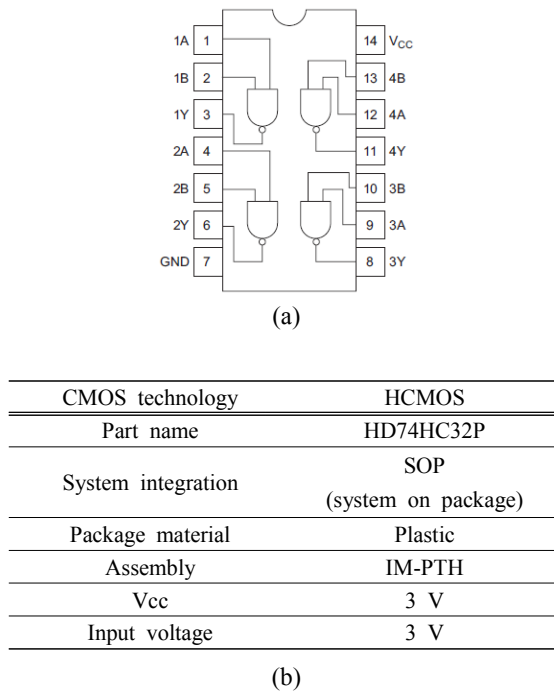 1A 1 14 VCC
1B 2 13 4B
1Y 3 12 4A
2A 4 11 4Y
2B 5 10 3B
2Y 6 9 3A
GND 7 8 3Y
(a)
CMOS technology HCMOS
Part name HD74HC32P
System integration SOP
(system on package)
Package material Plastic
Assembly IM-PTH
Vcc 3 V
Input voltage 3 V
(b)